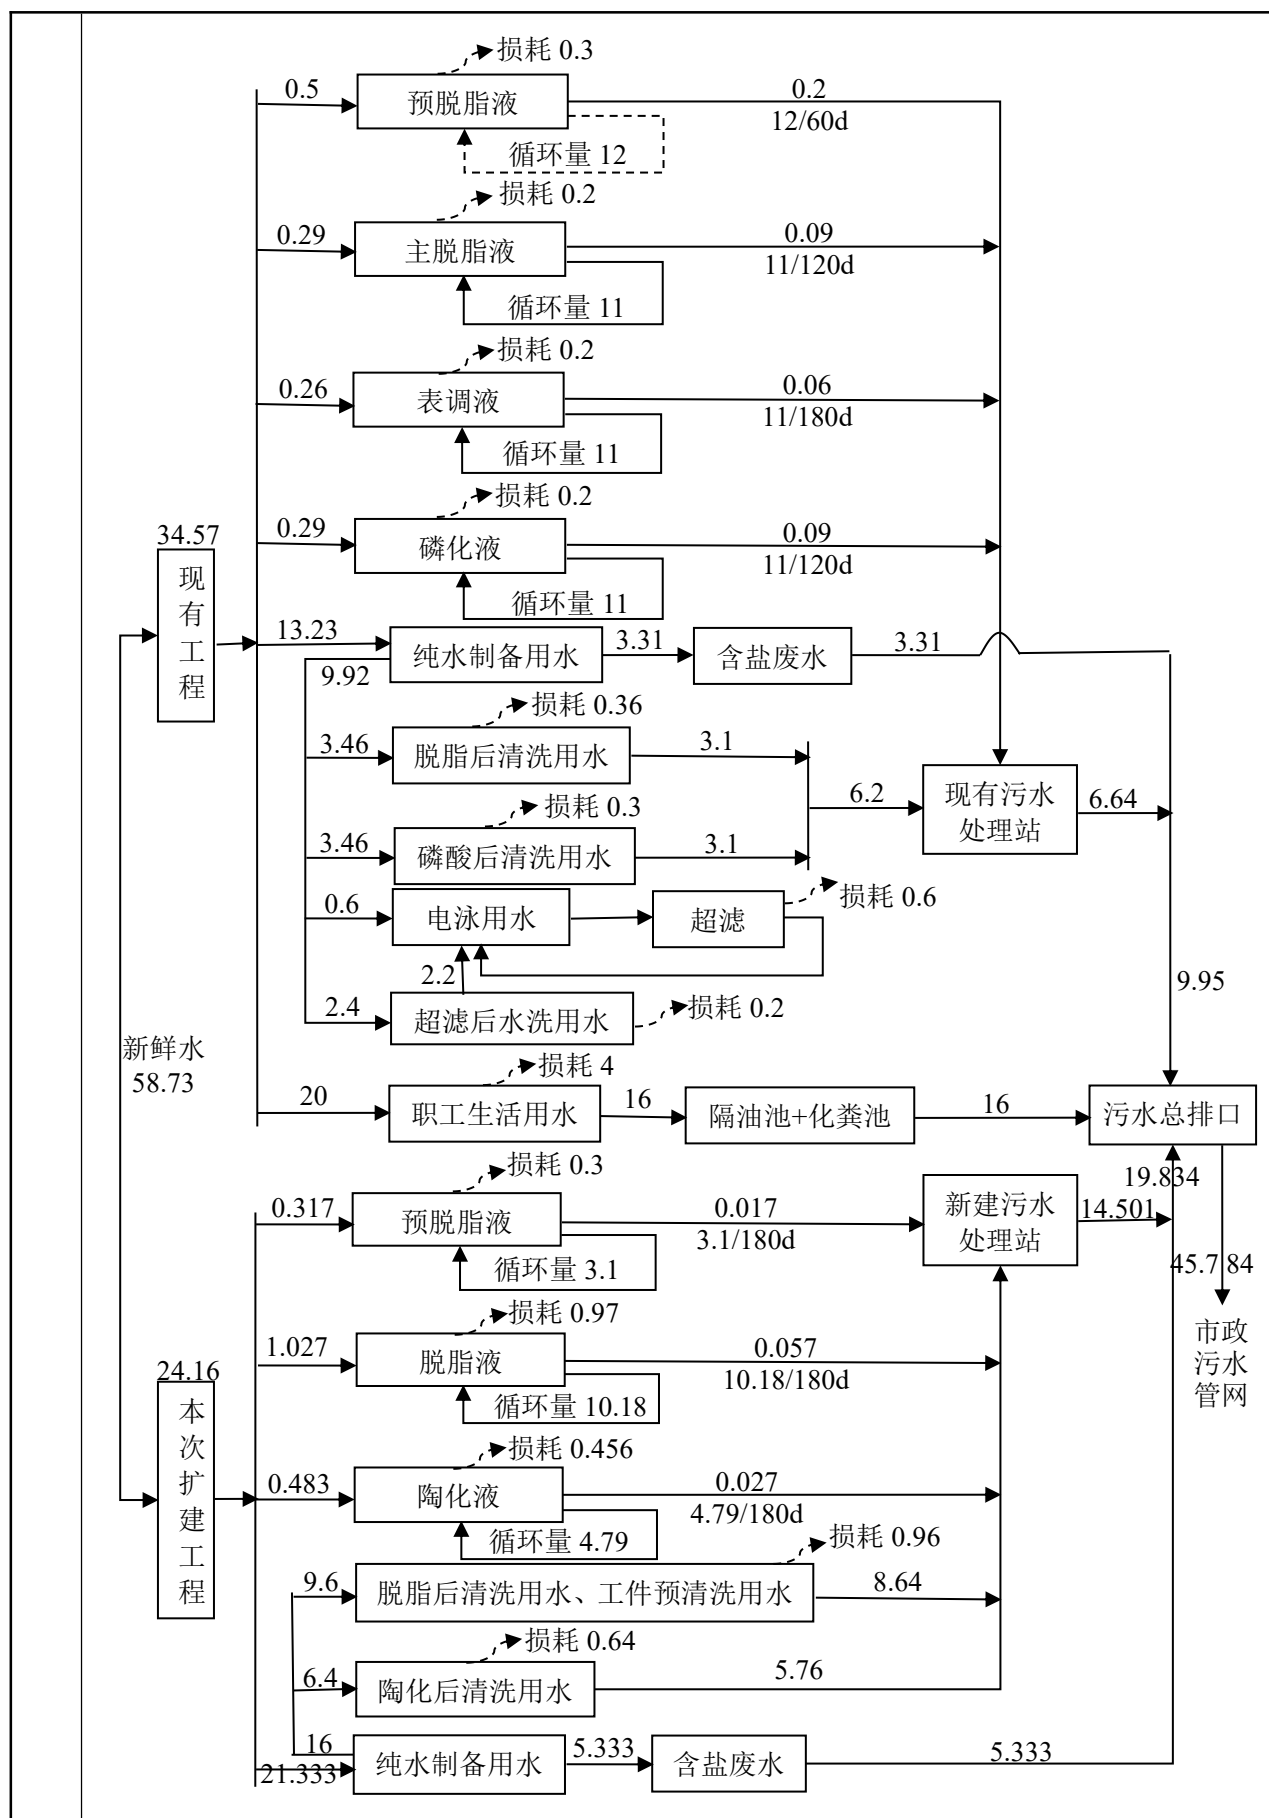 损耗 0.3
0.5
预脱脂液
0.2
12/60d
循环量 12
损耗 0.2
0.29
主脱脂液
0.09
11/120d
循环量 11
损耗 0.2
0.26
表调液
0.06
11/180d
循环量 11
损耗 0.2
0.29
磷化液
0.09
11/120d
循环量 11
34.57
现有工程
13.23
纯水制备用水
3.31
含盐废水
3.31
9.92
损耗 0.36
3.46
脱脂后清洗用水
3.1
6.2
现有污水
处理站
6.64
损耗 0.3
3.46
磷酸后清洗用水
3.1
损耗 0.6
0.6
电泳用水
超滤
2.2
2.4
超滤后水洗用水
损耗 0.2
9.95
新鲜水
58.73
损耗 4
20
职工生活用水
16
隔油池+化粪池
16
污水总排口
损耗 0.3
0.317
预脱脂液
0.017
3.1/180d
循环量 3.1
新建污水
处理站
14.501
19.834
45.784
市政
污水
管网
损耗 0.97
1.027
脱脂液
0.057
10.18/180d
循环量 10.18
24.16
本次扩建工程
损耗 0.456
0.483
陶化液
0.027
4.79/180d
循环量 4.79
损耗 0.96
9.6
脱脂后清洗用水、工件预清洗用水
8.64
损耗 0.64
6.4
陶化后清洗用水
5.76
16
21.333
纯水制备用水
5.333
含盐废水
5.333